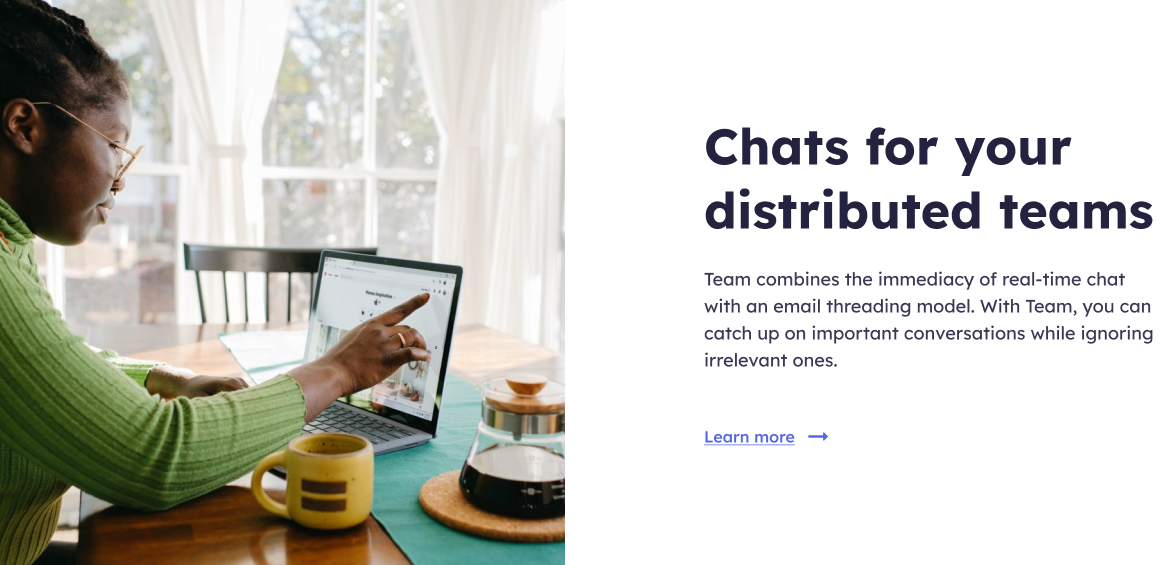 Chats for your
distributed teams
Team combines the immediacy of real-time chat
with an email threading model. With Team, you can
catch up on important conversations while ignoring
irrelevant ones.
Learn more